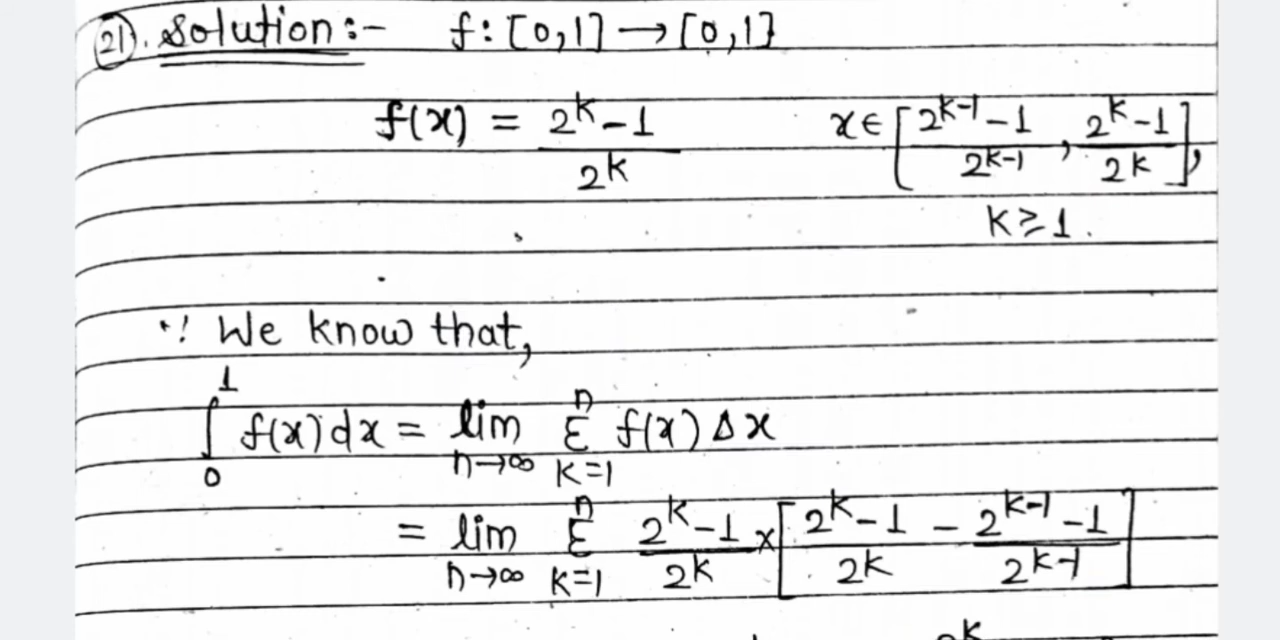 (21). Solution :- f : [0,1] → [0,1]
f(x) = (2^k - 1)/(2^k) x ∈ [(2^(k-1) - 1)/(2^(k-1)), (2^k - 1)/(2^k)],
K ≥ 1.
∵ We know that,
∫_0^1 f(x) dx = lim_(n→∞) Σ_(k=1)^n f(x) Δx
= lim_(n→∞) Σ_(k=1)^n (2^k - 1)/(2^k) × [(2^k - 1)/(2^k) - (2^(k-1) - 1)/(2^(k-1))]